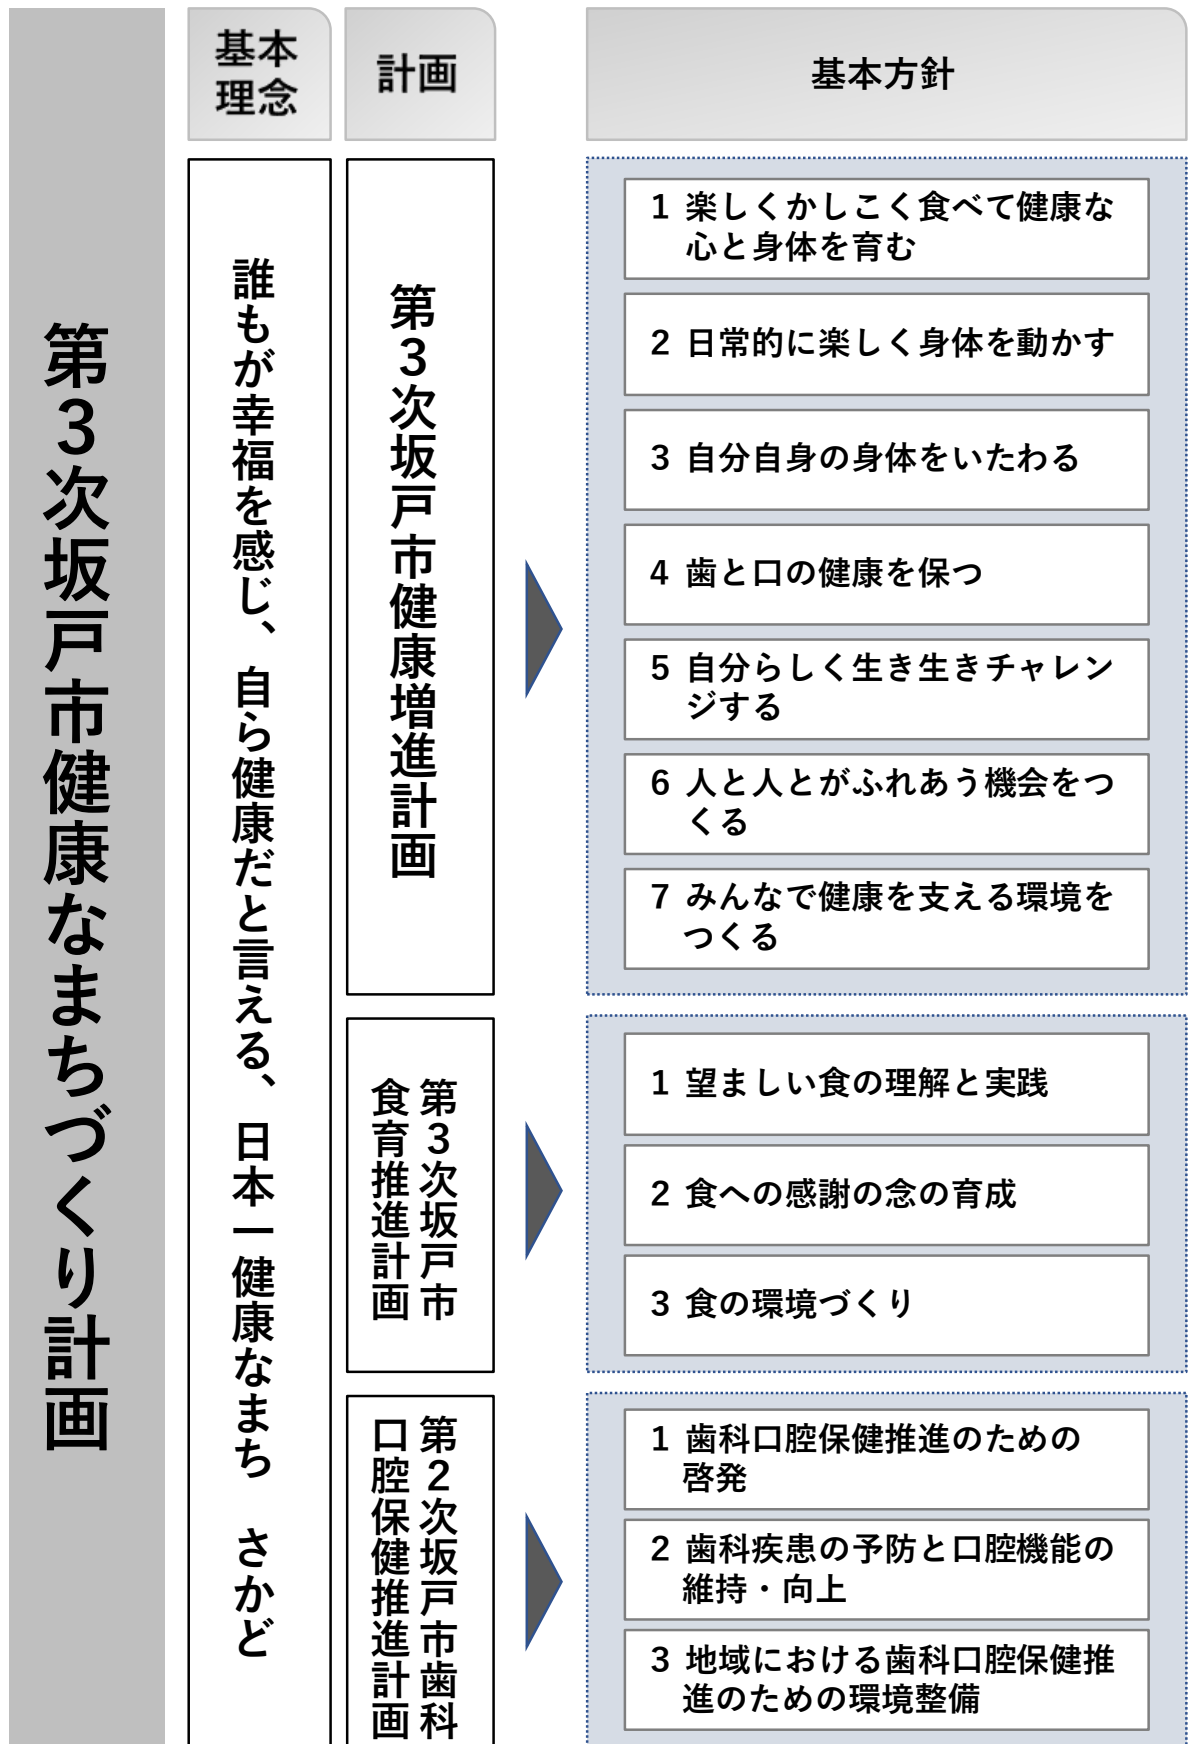 第3次坂戸市健康なまちづくり計画
基本
理念
計画
基本方針
誰もが幸福を感じ、自ら健康だと言える、日本一健康なまち　さかど
第3次坂戸市健康増進計画
1 楽しくかしこく食べて健康な
心と身体を育む
2 日常的に楽しく身体を動かす
3 自分自身の身体をいたわる
4 歯と口の健康を保つ
5 自分らしく生き生きチャレン
ジする
6 人と人とがふれあう機会をつ
くる
7 みんなで健康を支える環境を
つくる
第3次坂戸市
食育推進計画
1 望ましい食の理解と実践
2 食への感謝の念の育成
3 食の環境づくり
第2次坂戸市歯科
口腔保健推進計画
1 歯科口腔保健推進のための
啓発
2 歯科疾患の予防と口腔機能の
維持・向上
3 地域における歯科口腔保健推
進のための環境整備